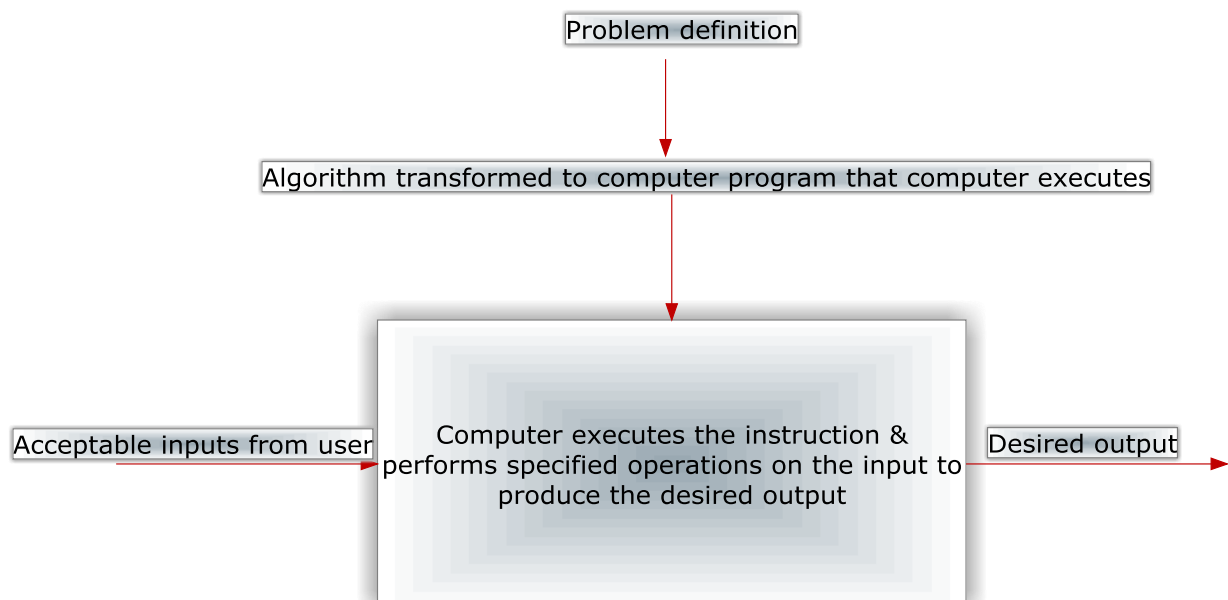 Problem definition
Algorithm transformed to computer program that computer executes
Acceptable inputs from user
Computer executes the instruction &
performs specified operations on the input to
produce the desired output
Desired output